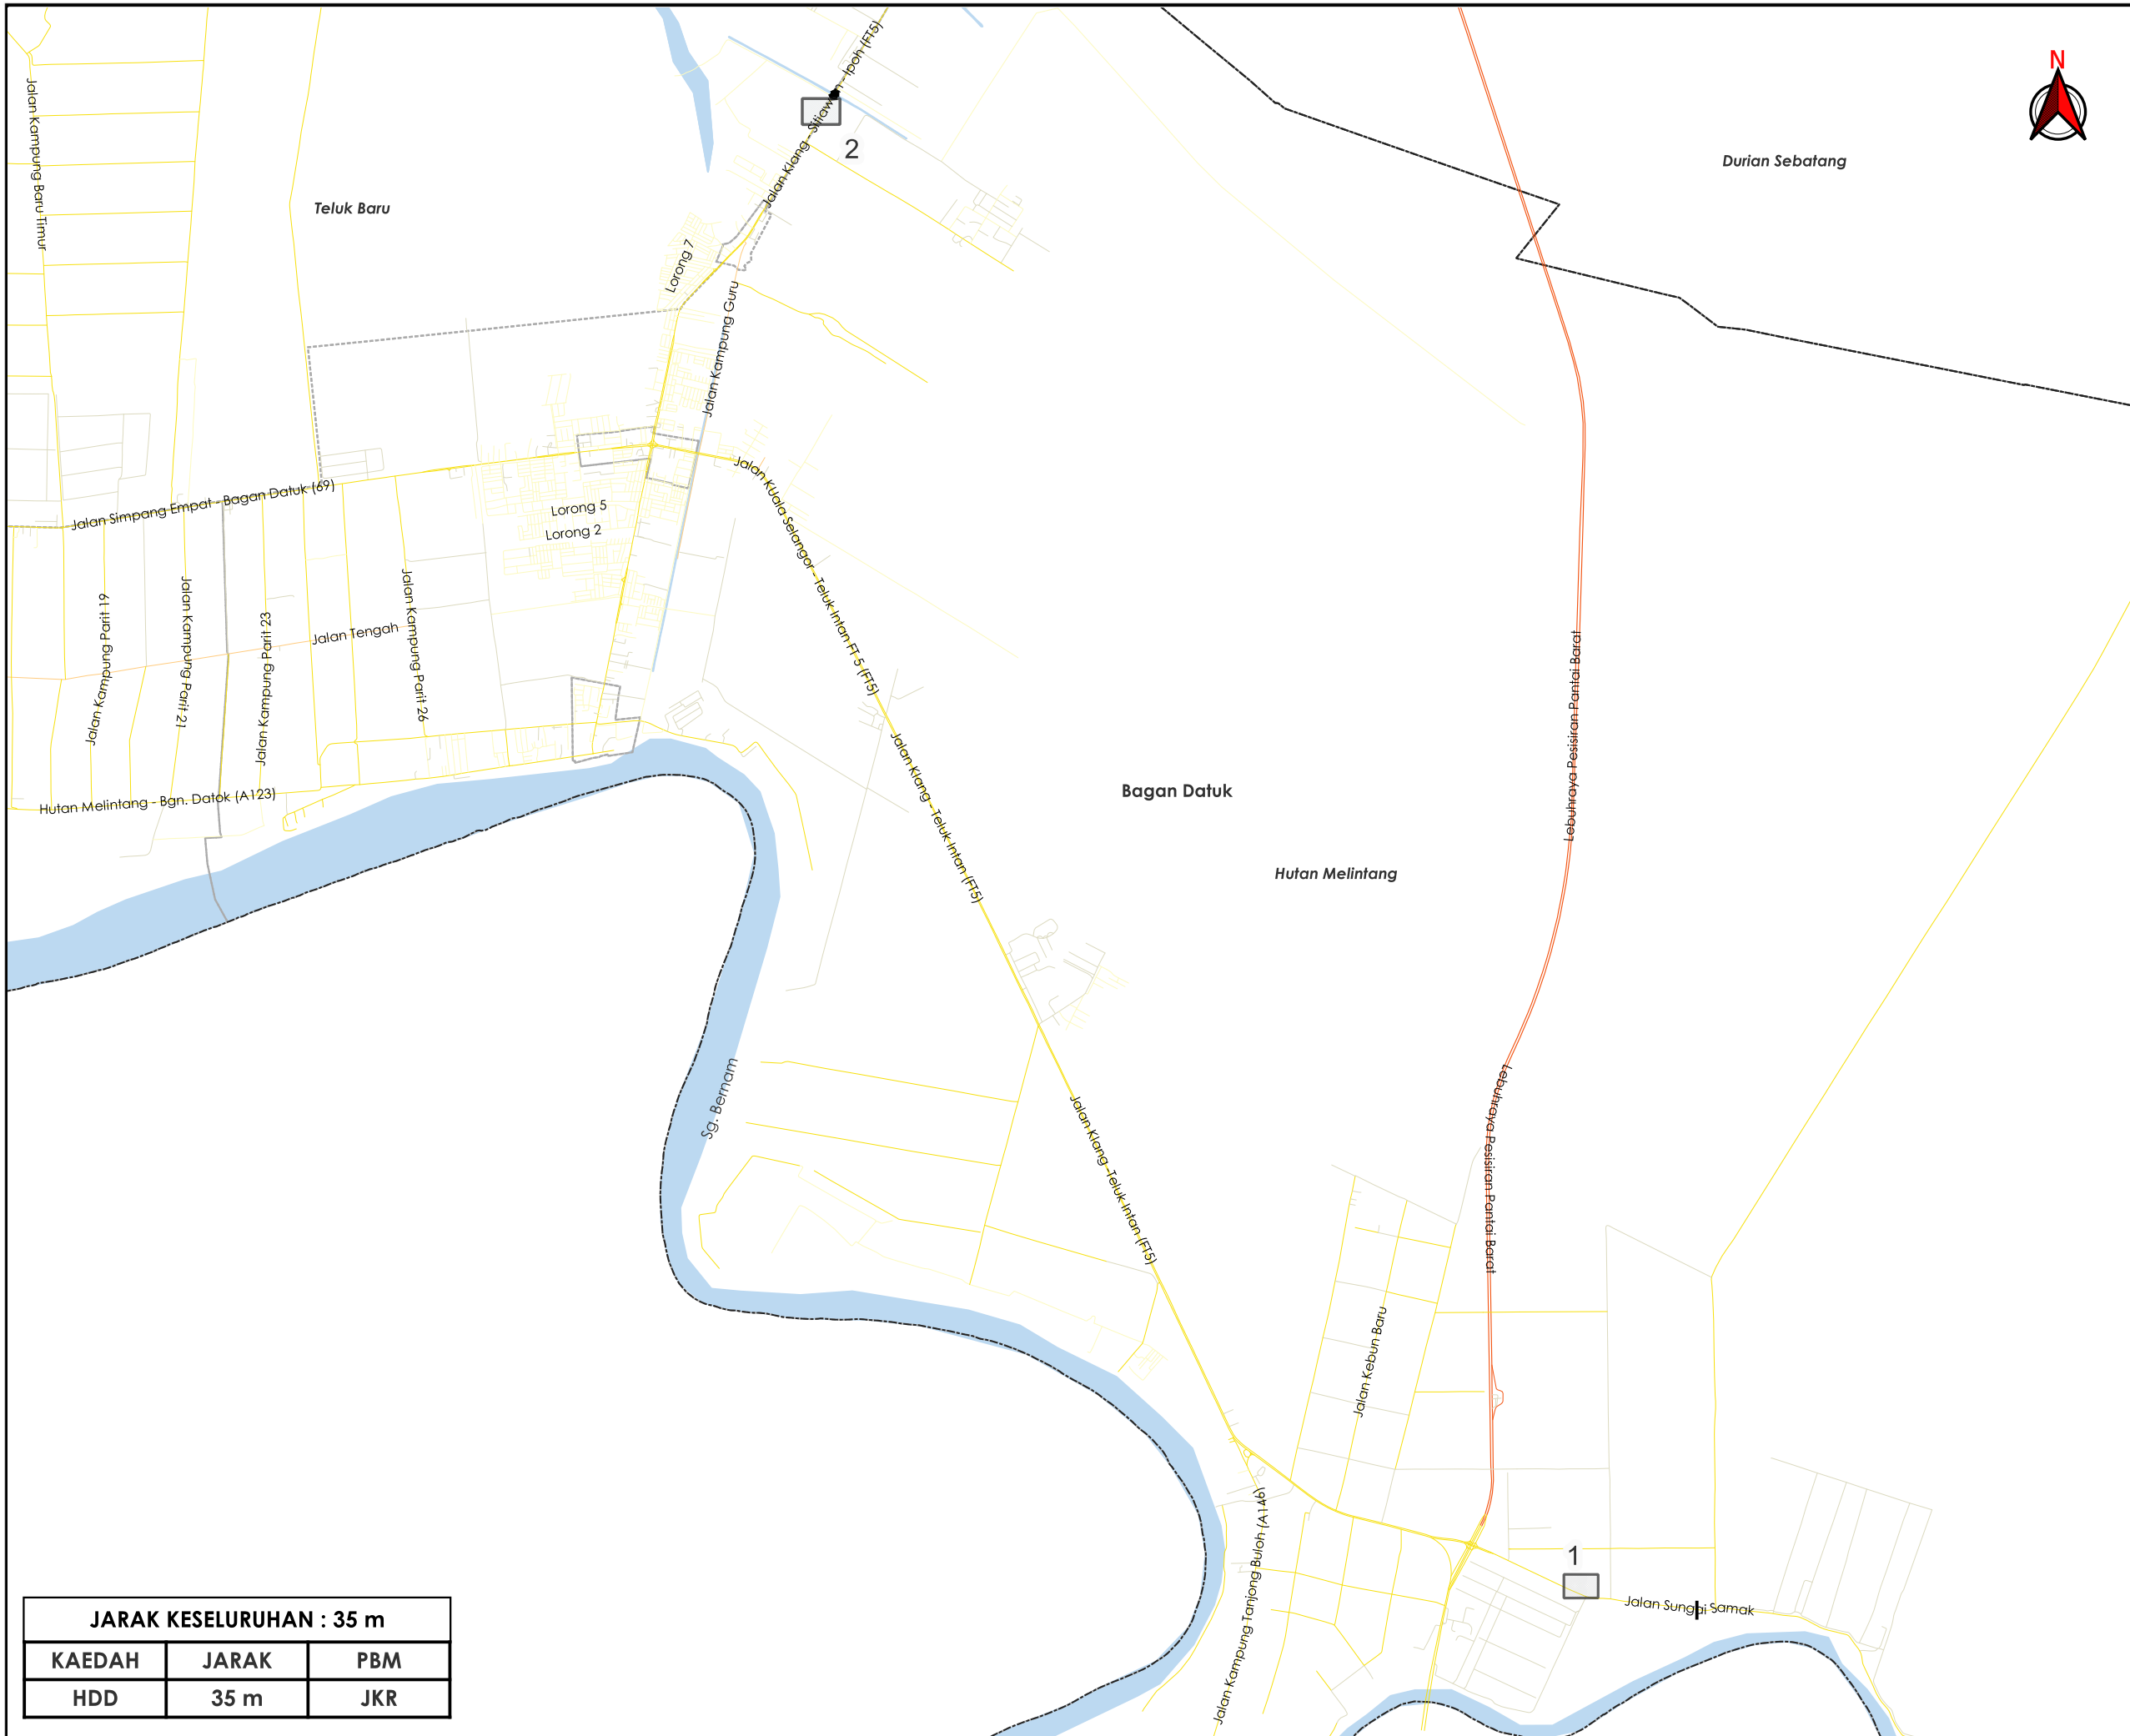 N
Jalan Klang - Sitiawan - Ipoh (FT5)
2
Durian Sebatang
Jalan Kampung Baru Timur
Teluk Baru
Lorong 7
Jalan Kampung Guru
Jalan Simpang Empat - Bagan Datuk (69)
Jalan Kuala Selangor - Teluk Intan FT 5 (FT5)
Lorong 5
Lorong 2
Jalan Kampung Parit 19
Jalan Kampung Parit 21
Jalan Kampung Parit 23
Jalan Tengah
Jalan Kampung Parit 26
Lebuhraya Pesisiran Pantai Barat
Hutan Melintang - Bgn. Datok (A123)
Jalan Klang - Teluk Intan (FT5)
Bagan Datuk
Hutan Melintang
Sg. Bernam
Jalan Klang -Teluk Intan (FT5)
Lebuhraya Pesisiran Pantai Barat
Jalan Kebun Baru
Jalan Kampung Tanjong Buloh (A146)
1
Jalan Sungai Samak
JARAK KESELURUHAN : 35 m
KAEDAH JARAK PBM
HDD 35 m JKR